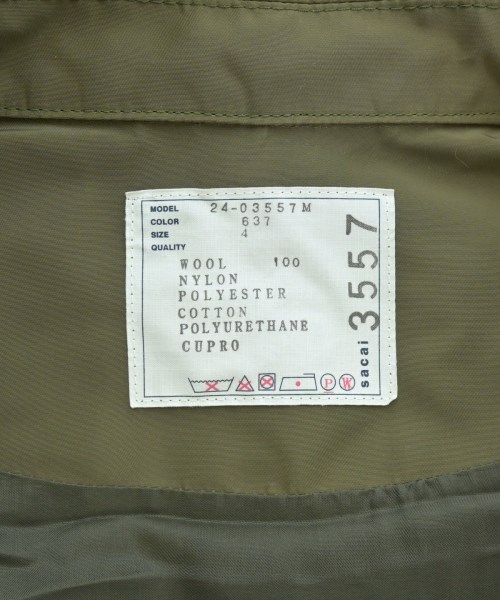 MODEL 24-03557M
COLOR 637
SIZE 4
QUALITY
WOOL 100
NYLON
POLYESTER
COTTON
POLYURETHANE
CUPRO
P W
sacai 3557